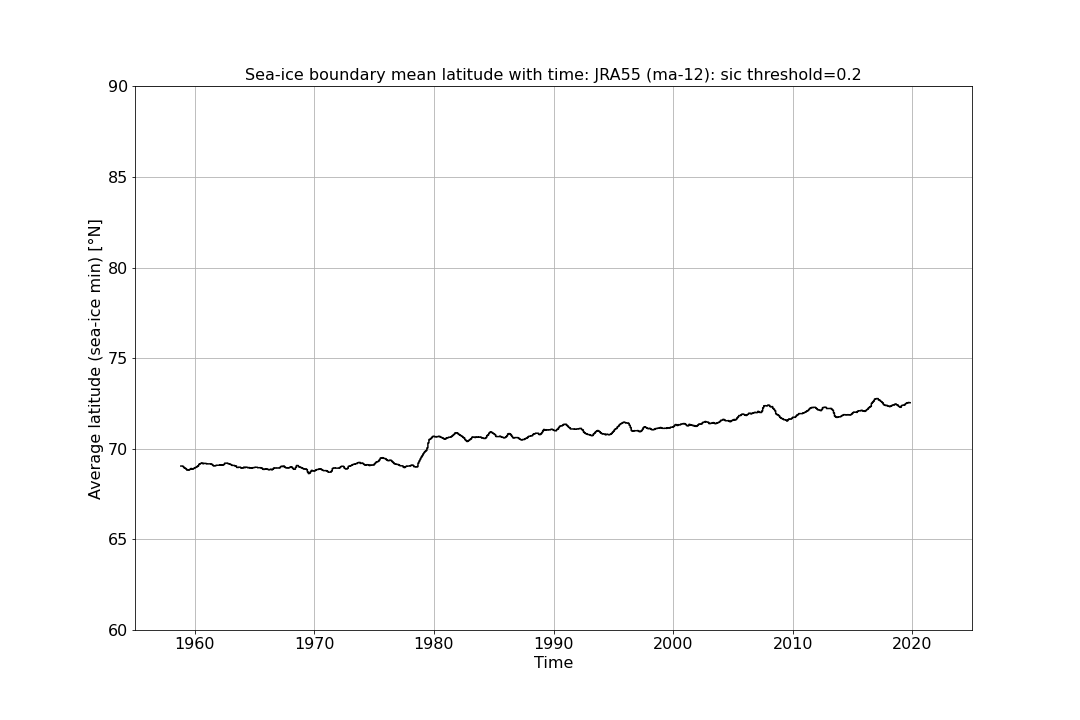 Sea-ice boundary mean latitude with time: JRA55 (ma-12): sic threshold=0.2
90
85
80
75
70
65
60
Average latitude (sea-ice min) [°N]
1960 1970 1980 1990 2000 2010 2020
Time